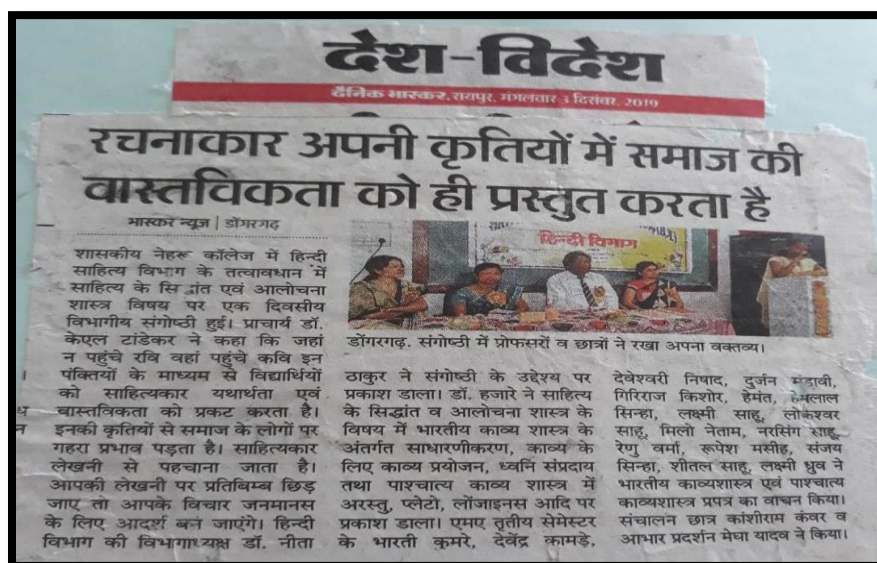 देश-विदेश
दैनिक भास्कर, रायपुर, मंगलवार 3 दिसंबर, 2019
रचनाकार अपनी कृतियों में समाज की
वास्तविकता को ही प्रस्तुत करता है
भास्कर न्यूज | डोंगरगढ़
शासकीय नेहरू कॉलेज में हिन्दी
साहित्य विभाग के तत्वावधान में
साहित्य के सिद्धांत एवं आलोचना
शास्त्र विषय पर एक दिवसीय
विभागीय संगोष्ठी हुई। प्राचार्य डॉ.
केएल टांडेकर ने कहा कि जहां
न पहुंचे रवि वहां पहुंचे कवि इन
पंक्तियों के माध्यम से विद्यार्थियों
को साहित्यकार यथार्थता एवं
वास्तविकता को प्रकट करता है।
इनकी कृतियों से समाज के लोगों पर
गहरा प्रभाव पड़ता है। साहित्यकार
लेखनी से पहचाना जाता है।
आपकी लेखनी पर प्रतिबिम्ब छिड़
जाए तो आपके विचार जनमानस
के लिए आदर्श बन जाएंगे। हिन्दी
विभाग की विभागाध्यक्ष डॉ. नीता
हिन्दी विभाग
डोंगरगढ़. संगोष्ठी में प्रोफसरों व छात्रों ने रखा अपना वक्तव्य।
ठाकुर ने संगोष्ठी के उद्देश्य पर
प्रकाश डाला। डॉ. हजारे ने साहित्य
के सिद्धांत व आलोचना शास्त्र के
विषय में भारतीय काव्य शास्त्र के
अंतर्गत साधारणीकरण, काव्य के
लिए काव्य प्रयोजन, ध्वनि संप्रदाय
तथा पाश्चात्य काव्य शास्त्र में
अरस्तु, प्लेटो, लोंजाइनस आदि पर
प्रकाश डाला। एमए तृतीय सेमेस्टर
के भारती कुमरे, देवेंद्र कामड़े,
देवेश्वरी निषाद, दुर्जन मंडावी,
गिरिराज किशोर, हेमंत, हेमलाल
सिन्हा, लक्ष्मी साहू, लोकेश्वर
साहू, मिलो नेताम, नरसिंग साहू,
रेणु वर्मा, रूपेश मसीह, संजय
सिन्हा, शीतल साहू, लक्ष्मी ध्रुव ने
भारतीय काव्यशास्त्र एवं पाश्चात्य
काव्यशास्त्र प्रपत्र का वाचन किया।
संचालन छात्र कांशीराम कंवर व
आभार प्रदर्शन मेघा यादव ने किया।